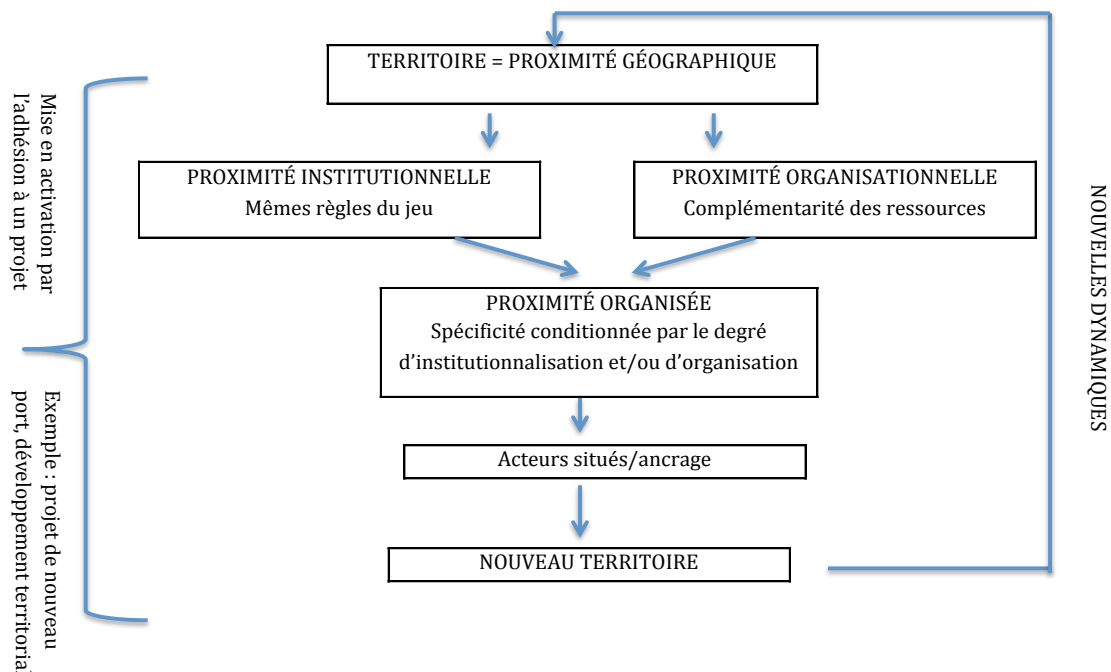 TERRITOIRE = PROXIMITÉ GÉOGRAPHIQUE
PROXIMITÉ INSTITUTIONNELLE
Mêmes règles du jeu
PROXIMITÉ ORGANISATIONNELLE
Complémentarité des ressources
PROXIMITÉ ORGANISÉE
Spécificité conditionnée par le degré
d’institutionnalisation et/ou d’organisation
Acteurs situés/ancrage
NOUVEAU TERRITOIRE
Mise en activation par
l’adhésion à un projet
Exemple : projet de nouveau
port, développement territorial
NOUVELLES DYNAMIQUES